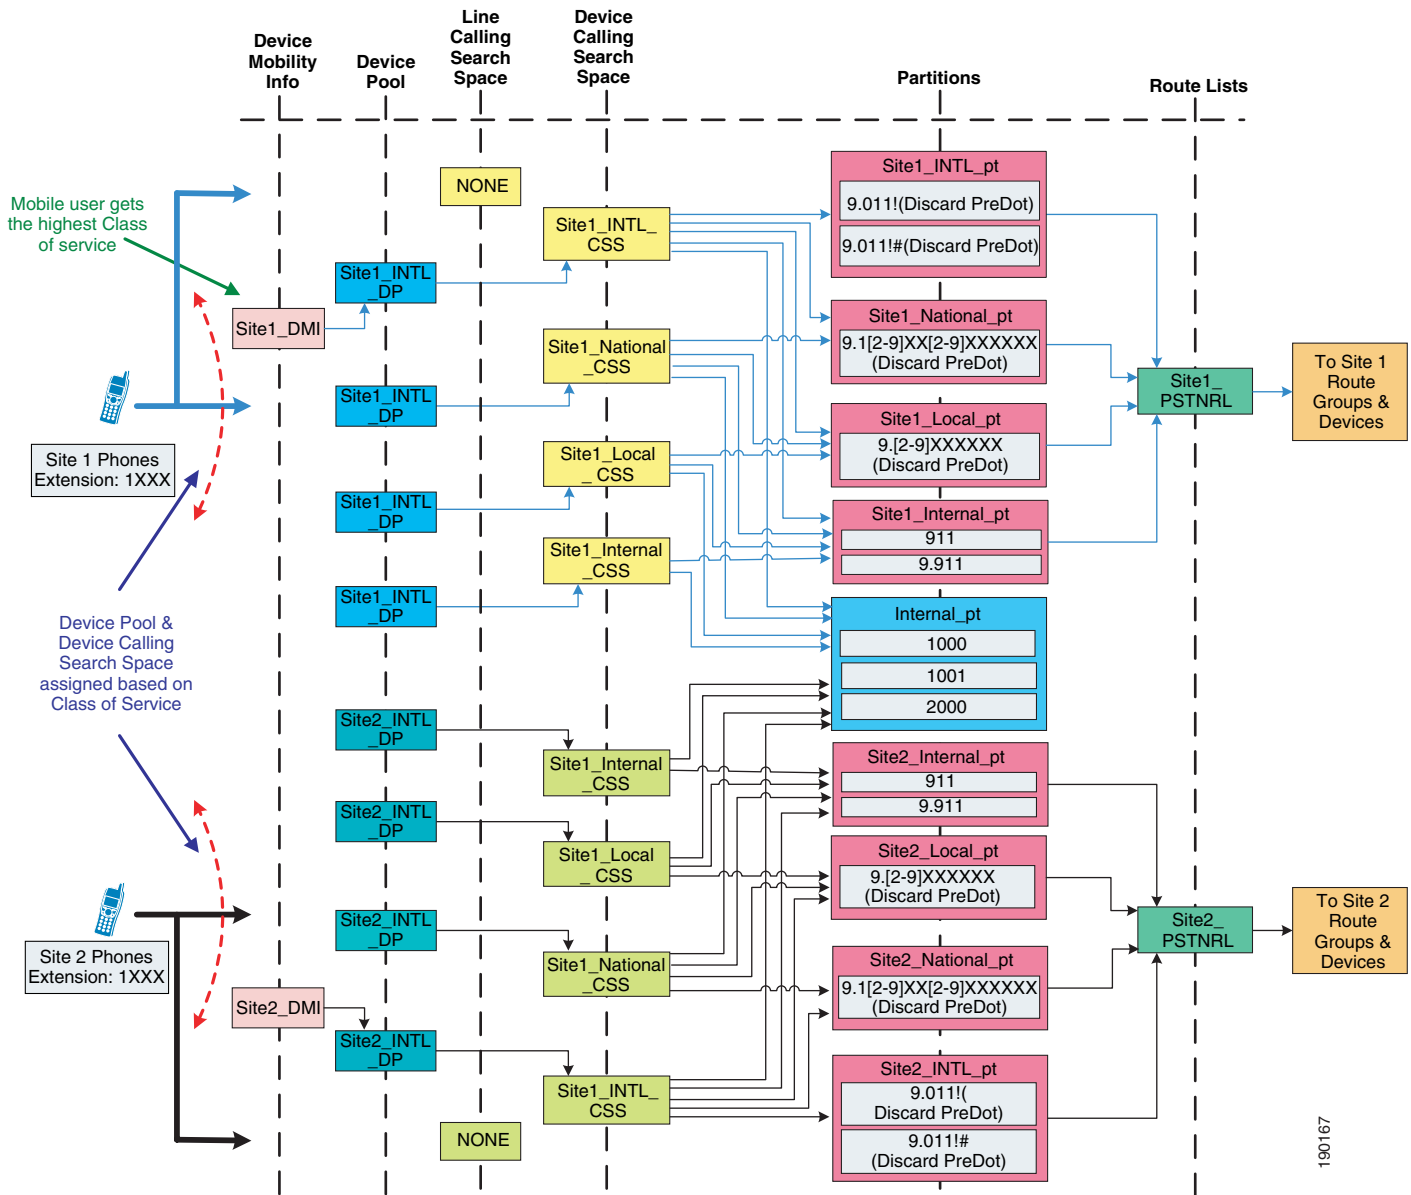 Device
Mobility
Info
Device
Pool
Line
Calling
Search
Space
Device
Calling
Search
Space
Partitions
Route Lists
Mobile user gets
the highest Class
of service
NONE
Site1_INTL_
CSS
Site1_INTL
_DP
Site1_DMI
Site1_National
_CSS
Site1_INTL
_DP
Site1_Local
_CSS
Site1_INTL
_DP
Site1_Internal
_CSS
Site1_INTL
_DP
Site 1 Phones
Extension: 1XXX
Site1_INTL_pt
9.011!(Discard PreDot)
9.011!#(Discard PreDot)
Site1_National_pt
9.1[2-9]XX[2-9]XXXXXX
(Discard PreDot)
Site1_Local_pt
9.[2-9]XXXXXX
(Discard PreDot)
Site1_Internal_pt
911
9.911
Site1_
PSTNRL
To Site 1
Route
Groups &
Devices
Internal_pt
1000
1001
2000
Device Pool &
Device Calling
Search Space
assigned based on
Class of Service
Site2_INTL
_DP
Site1_Internal
_CSS
Site2_INTL
_DP
Site1_Local
_CSS
Site2_INTL
_DP
Site1_National
_CSS
Site 2 Phones
Extension: 1XXX
Site2_DMI
Site2_INTL
_DP
Site1_INTL_
CSS
NONE
Site2_Internal_pt
911
9.911
Site2_Local_pt
9.[2-9]XXXXXX
(Discard PreDot)
Site2_National_pt
9.1[2-9]XX[2-9]XXXXXX
(Discard PreDot)
Site2_INTL_pt
9.011!(
Discard PreDot)
9.011!#
(Discard PreDot)
Site2_
PSTNRL
To Site 2
Route
Groups &
Devices
190167